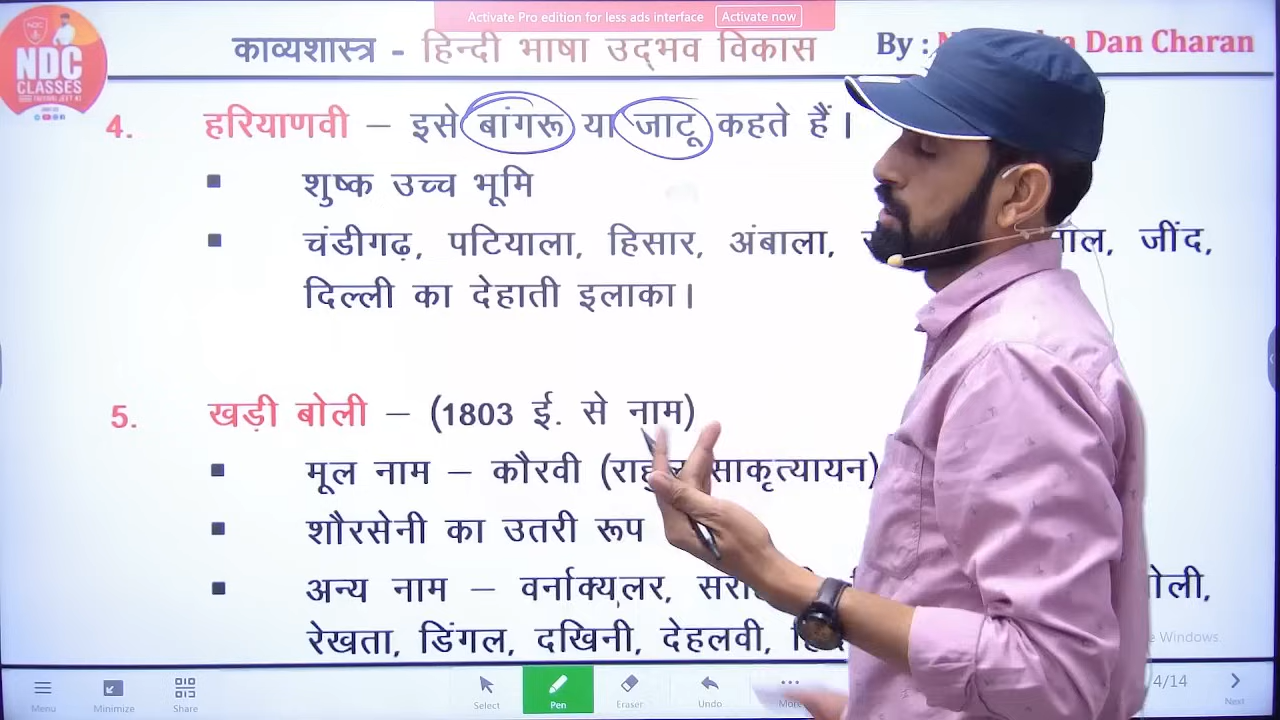 Activate Pro edition for less ads interface Activate now
NDC
CLASSES
काव्यशास्त्र - हिन्दी भाषा उद्भव विकास By : Dan Charan
4. हरियाणवी – इसे बांगरू या जाटू कहते हैं।
▪ शुष्क उच्च भूमि
▪ चंडीगढ़, पटियाला, हिसार, अंबाला, जींद,
दिल्ली का देहाती इलाका।
5. खड़ी बोली – (1803 ई. से नाम)
▪ मूल नाम – कौरवी (राहुल साकृत्यायन)
▪ शौरसेनी का उतरी रूप
▪ अन्य नाम – वर्नाक्यूलर,
रेखता, डिंगल, दखिनी, देहलवी,
Windows.
Menu Minimize Share Select Pen Eraser Undo More 4/14 Next